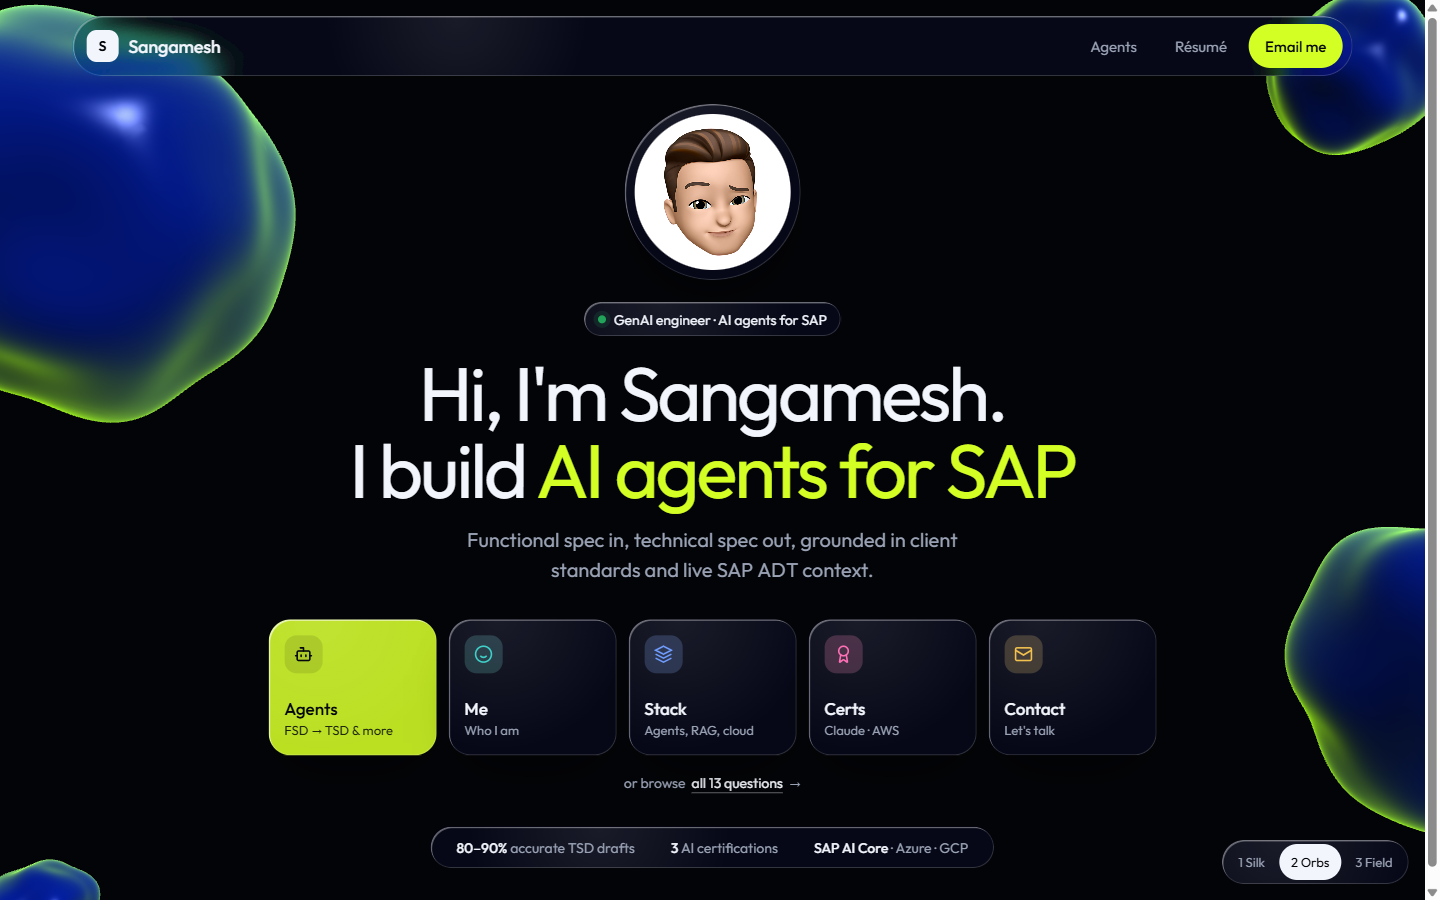 S
Sangamesh
Agents
Résumé
Email me
GenAI engineer · AI agents for SAP
Hi, I'm Sangamesh.
I build AI agents for SAP
Functional spec in, technical spec out, grounded in client
standards and live SAP ADT context.
Agents
FSD → TSD & more
Me
Who I am
Stack
Agents, RAG, cloud
Certs
Claude · AWS
Contact
Let's talk
or browse all 13 questions →
80–90% accurate TSD drafts
3 AI certifications
SAP AI Core · Azure · GCP
1 Silk
2 Orbs
3 Field